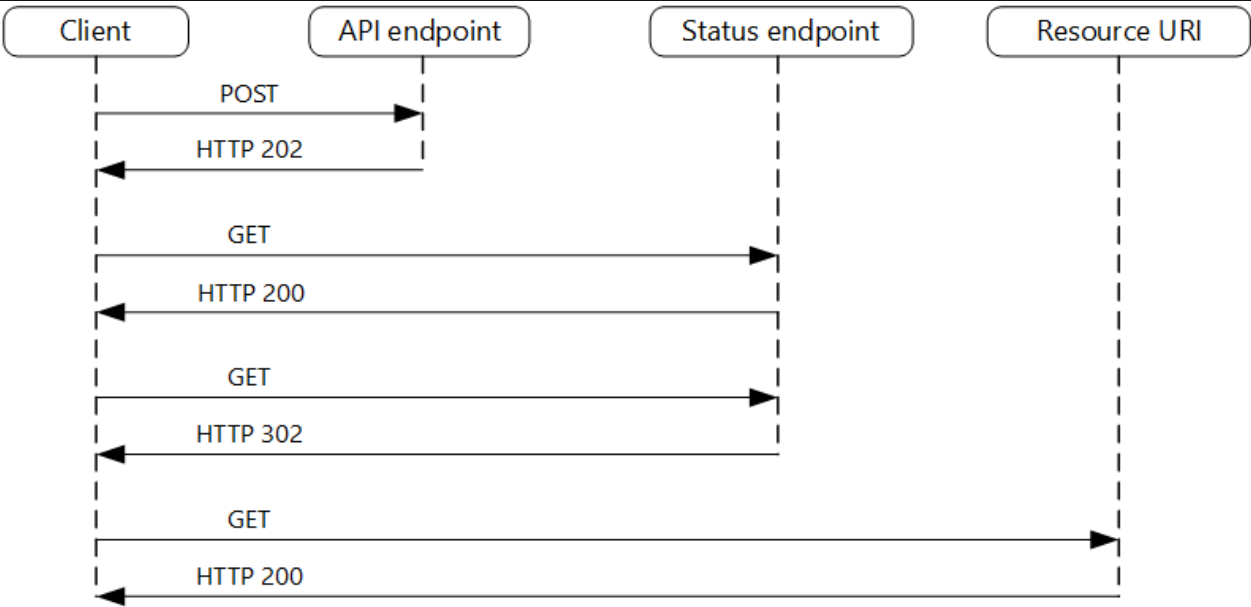 Client
API endpoint
Status endpoint
Resource URI
POST
HTTP 202
GET
HTTP 200
GET
HTTP 302
GET
HTTP 200